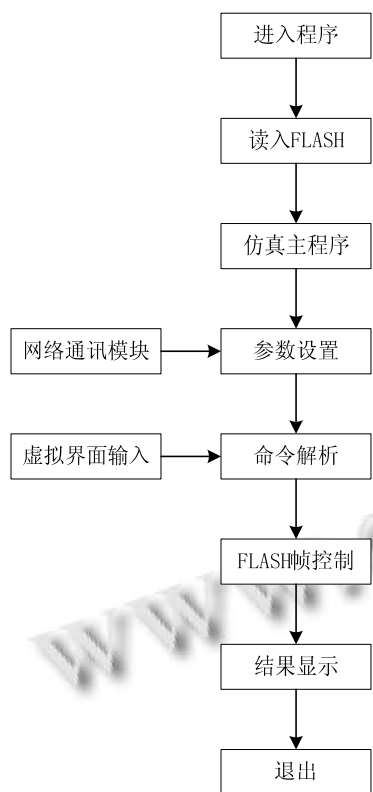 进入程序
读入FLASH
仿真主程序
网络通讯模块
参数设置
虚拟界面输入
命令解析
FLASH帧控制
www.
结果显示
退出